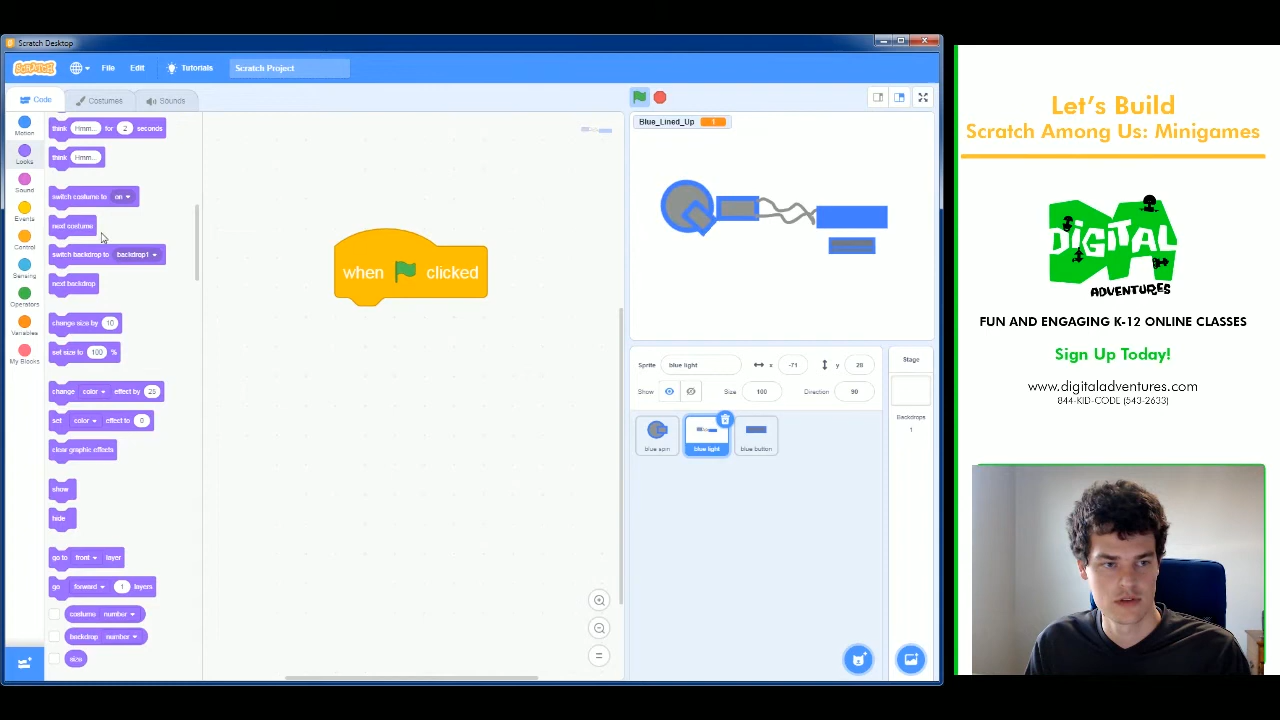 Scratch Desktop
SCRATCH
File
Edit
Tutorials
Scratch Project
Code
Costumes
Sounds
Motion
Looks
Sound
Events
Control
Sensing
Operators
Variables
My Blocks
think Hmm... for 2 seconds
think Hmm...
switch costume to on
next costume
switch backdrop to backdrop1
next backdrop
change size by 10
set size to 100 %
change color effect by 25
set color effect to 0
clear graphic effects
show
hide
go to front layer
go forward 1 layers
costume number
backdrop number
size
when clicked
Blue_Lined_Up 1
Sprite blue light x -71 y 28
Show Size 100 Direction 90
blue spin
blue light
blue button
Stage
Backdrops
1
Let's Build
Scratch Among Us: Minigames
DIGITAL
ADVENTURES
FUN AND ENGAGING K-12 ONLINE CLASSES
Sign Up Today!
www.digitaladventures.com
844-KID-CODE (543-2633)